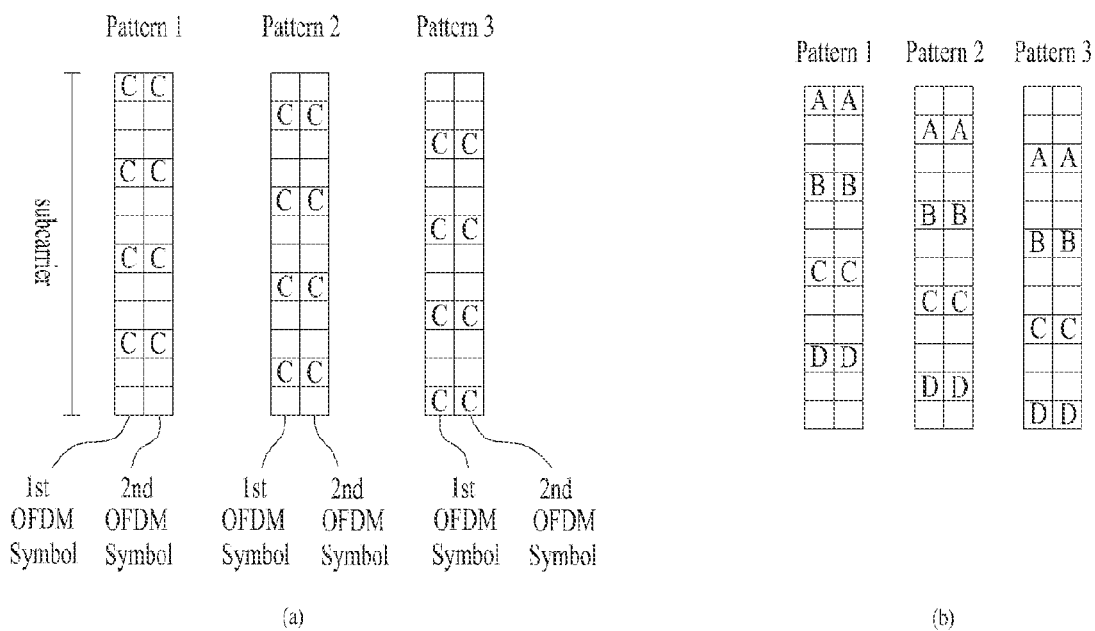 Pattern 1 Pattern 2 Pattern 3
C C
C C
C C
C C
C C
C C
C C
C C
C C
C C
C C
C C
subcarrier
1st OFDM Symbol
2nd OFDM Symbol
1st OFDM Symbol
2nd OFDM Symbol
1st OFDM Symbol
2nd OFDM Symbol
(a)
Pattern 1 Pattern 2 Pattern 3
A A
A A
A A
B B
B B
B B
C C
C C
C C
D D
D D
D D
(b)